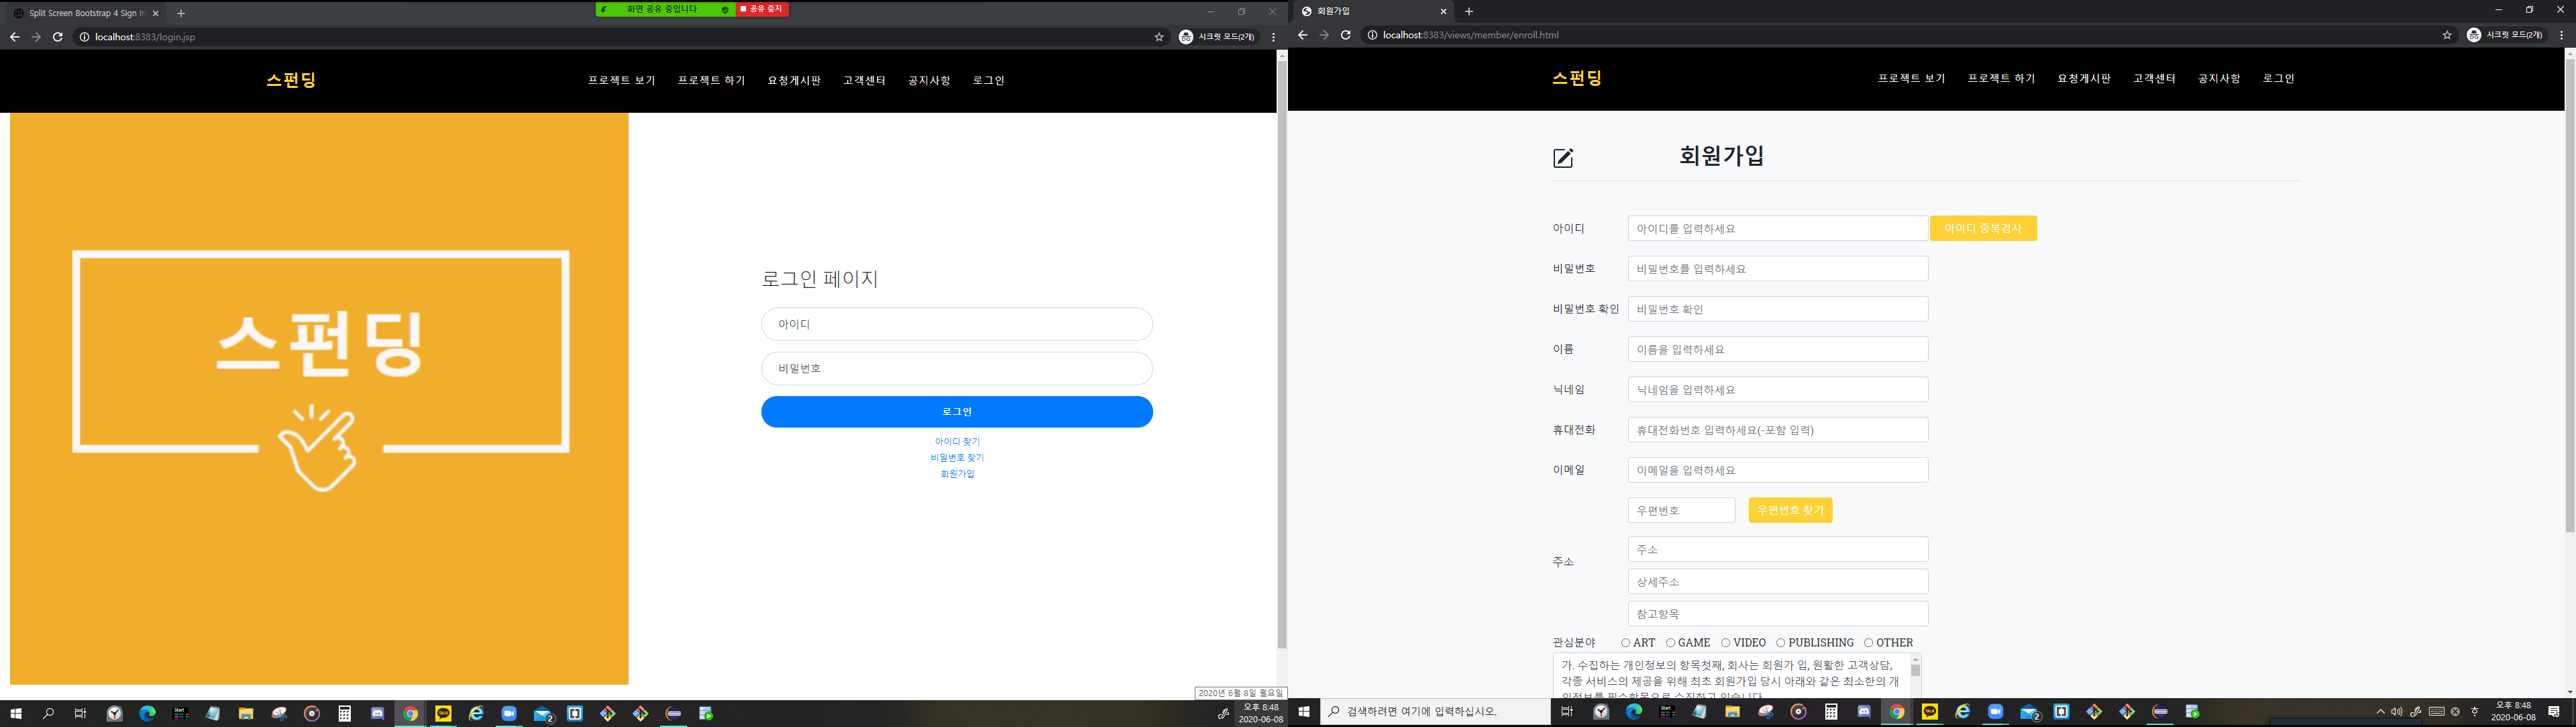 Split Screen Bootstrap 4 Sign In
화면 공유 중입니다
공유 중지
localhost:8383/login.jsp
시크릿 모드(2개)
스펀딩
프로젝트 보기
프로젝트 하기
요청게시판
고객센터
공지사항
로그인
스펀딩
로그인 페이지
아이디
비밀번호
로그인
아이디 찾기
비밀번호 찾기
회원가입
2020년 6월 8일 월요일
오후 8:48
2020-06-08
회원가입
localhost:8383/views/member/enroll.html
시크릿 모드(2개)
스펀딩
프로젝트 보기
프로젝트 하기
요청게시판
고객센터
공지사항
로그인
회원가입
아이디
아이디를 입력하세요
아이디 중복검사
비밀번호
비밀번호를 입력하세요
비밀번호 확인
비밀번호 확인
이름
이름을 입력하세요
닉네임
닉네임을 입력하세요
휴대전화
휴대전화번호 입력하세요(-포함 입력)
이메일
이메일을 입력하세요
우편번호
우편번호 찾기
주소
주소
상세주소
참고항목
관심분야
ART
GAME
VIDEO
PUBLISHING
OTHER
가. 수집하는 개인정보의 항목첫째, 회사는 회원가 입, 원활한 고객상담,
각종 서비스의 제공을 위해 최초 회원가입 당시 아래와 같은 최소한의 개
인정보를 필수항목으로 수집하고 있습니다
검색하려면 여기에 입력하십시오.
오후 8:48
2020-06-08